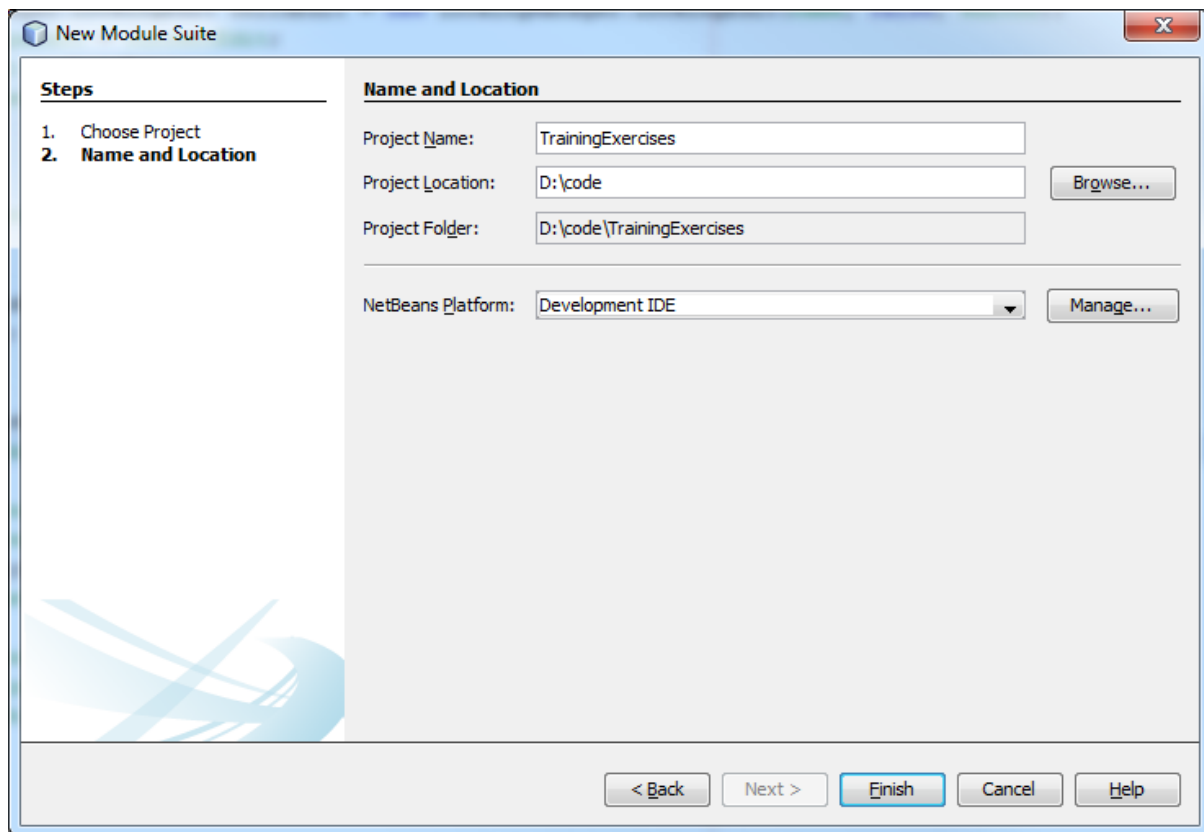 New Module Suite
Steps
1. Choose Project
2. Name and Location
Name and Location
Project Name: TrainingExercises
Project Location: D:\code Browse...
Project Folder: D:\code\TrainingExercises
NetBeans Platform: Development IDE Manage...
< Back Next > Finish Cancel Help